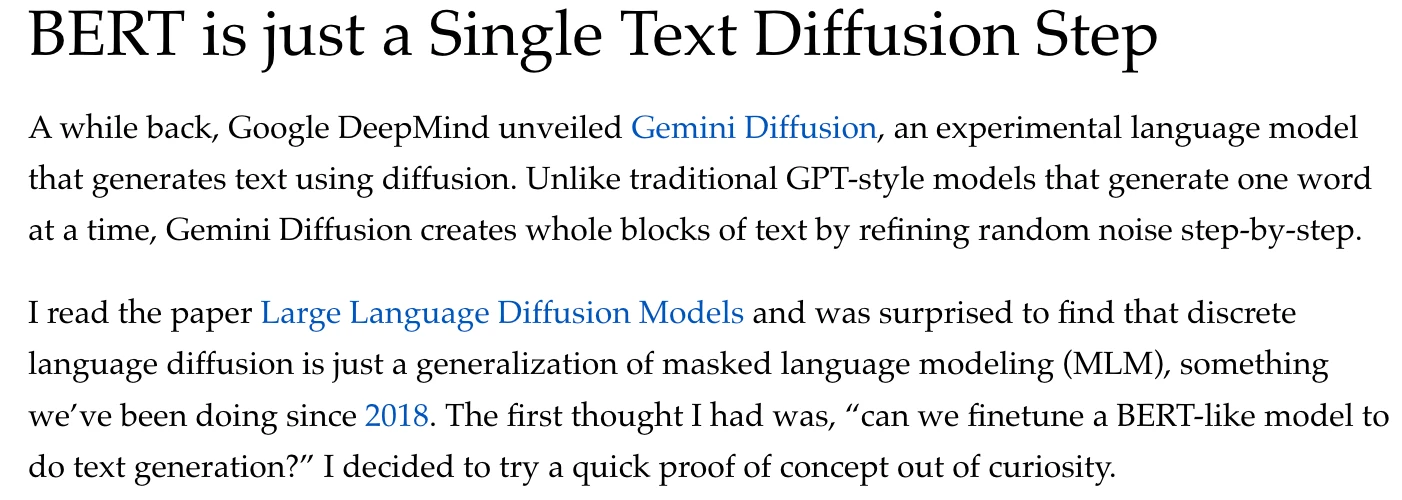 BERT is just a Single Text Diffusion Step
A while back, Google DeepMind unveiled Gemini Diffusion, an experimental language model
that generates text using diffusion. Unlike traditional GPT-style models that generate one word
at a time, Gemini Diffusion creates whole blocks of text by refining random noise step-by-step.
I read the paper Large Language Diffusion Models and was surprised to find that discrete
language diffusion is just a generalization of masked language modeling (MLM), something
we’ve been doing since 2018. The first thought I had was, “can we finetune a BERT-like model to
do text generation?” I decided to try a quick proof of concept out of curiosity.